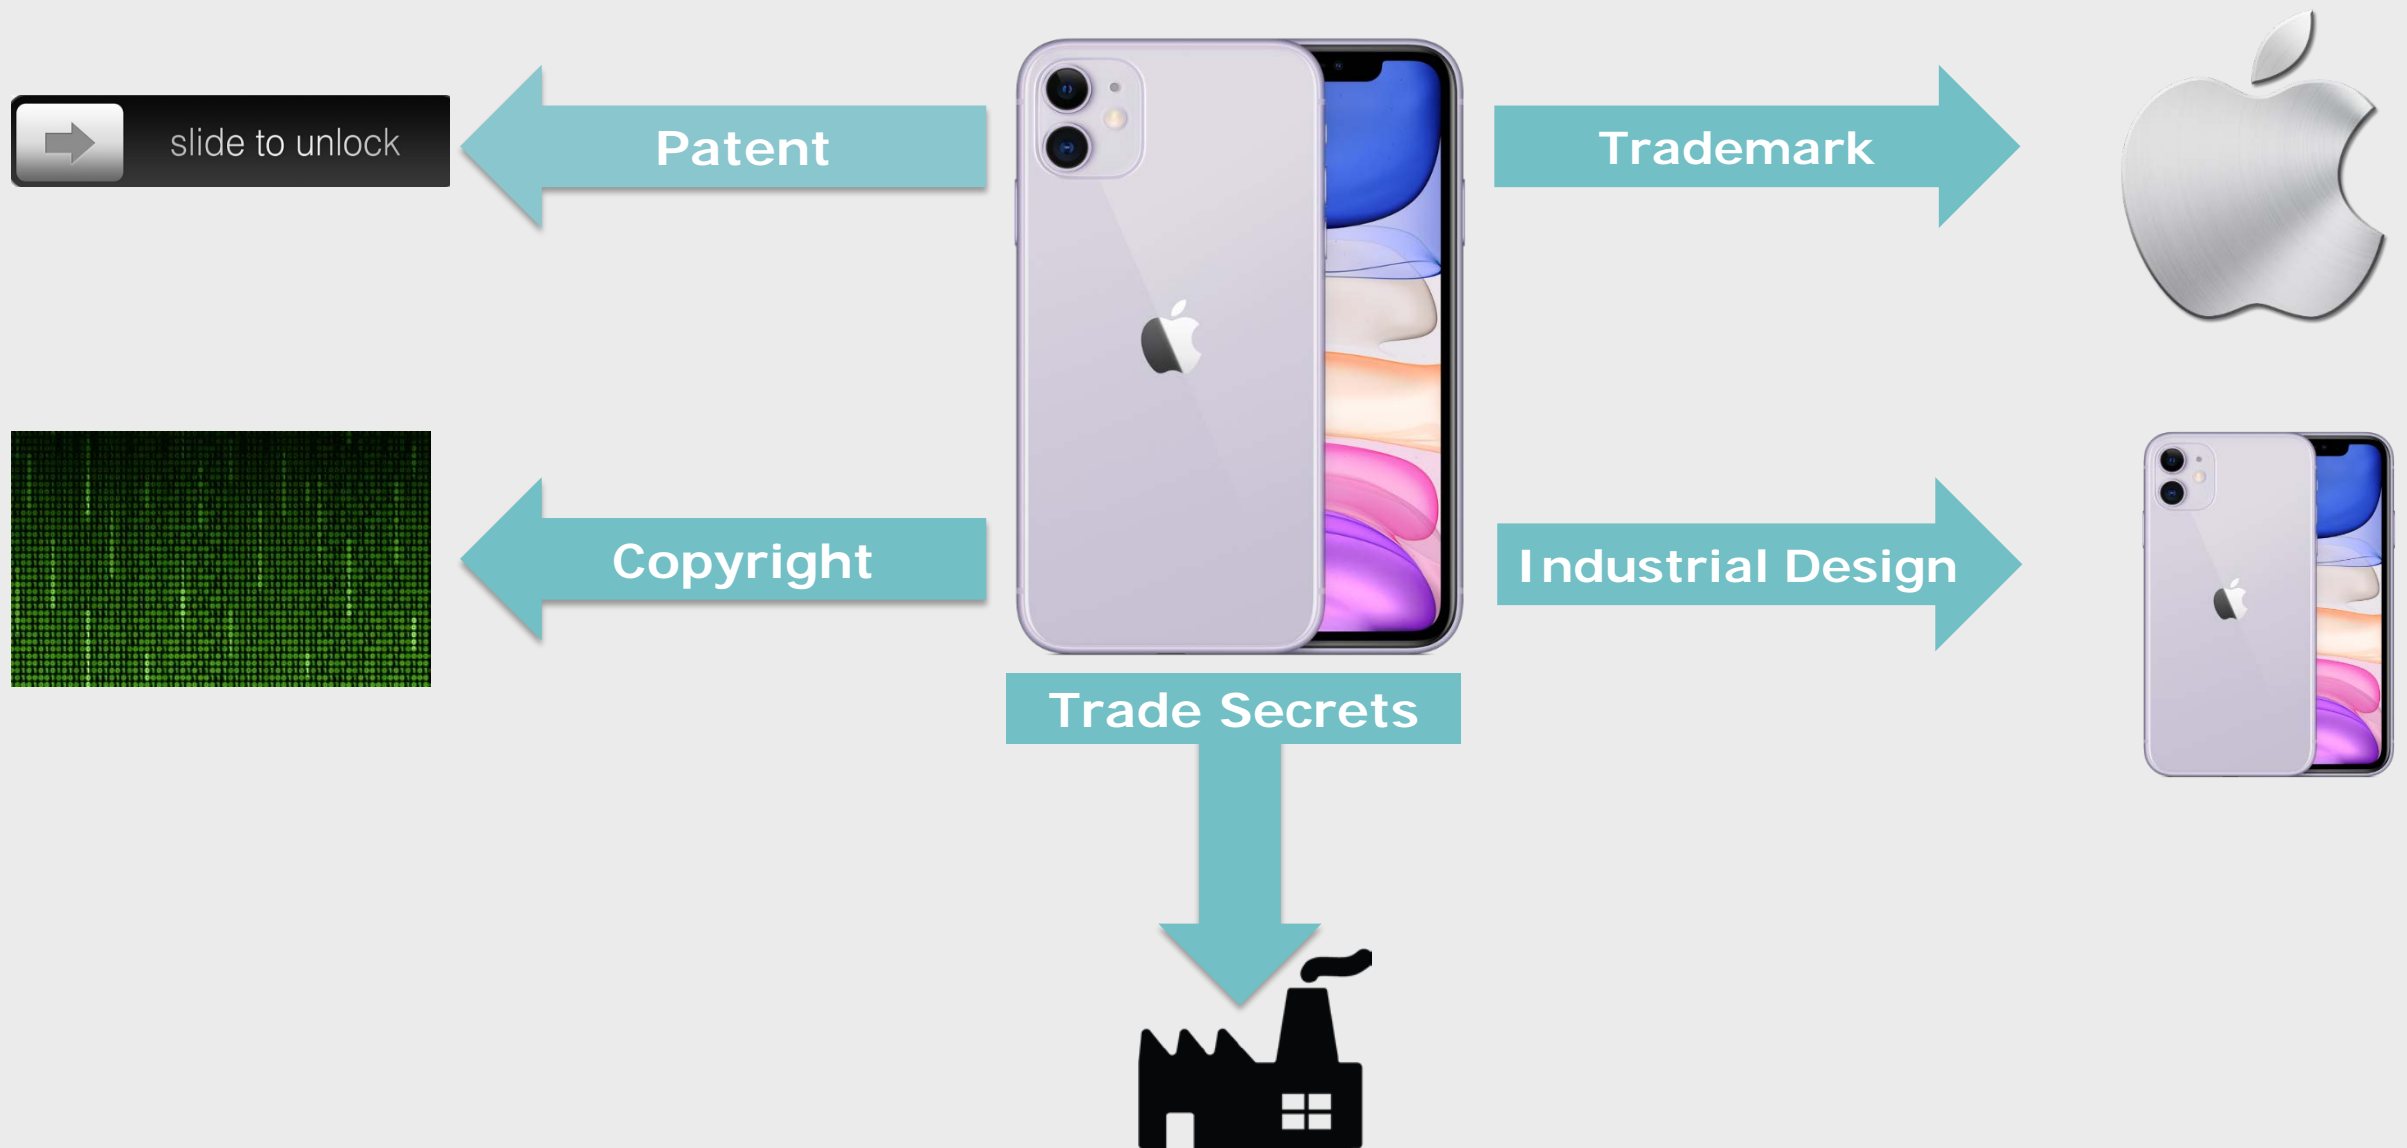 slide to unlock
Patent
Trademark
Copyright
Industrial Design
Trade Secrets